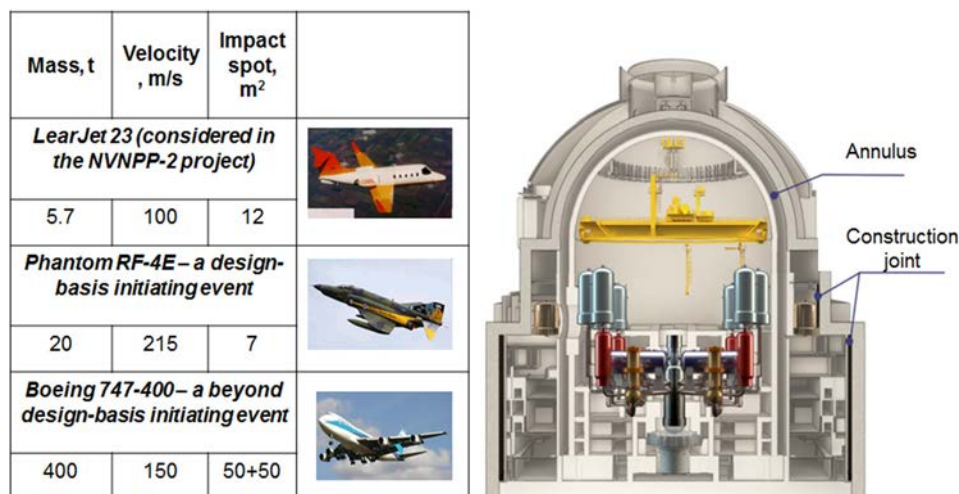 Mass, t
Velocity
, m/s
Impact
spot,
m²
LearJet 23 (considered in
the NVNPP-2 project)
5.7
100
12
Phantom RF-4E – a design-
basis initiating event
20
215
7
Boeing 747-400 – a beyond
design-basis initiating event
400
150
50+50
Annulus
Construction
joint